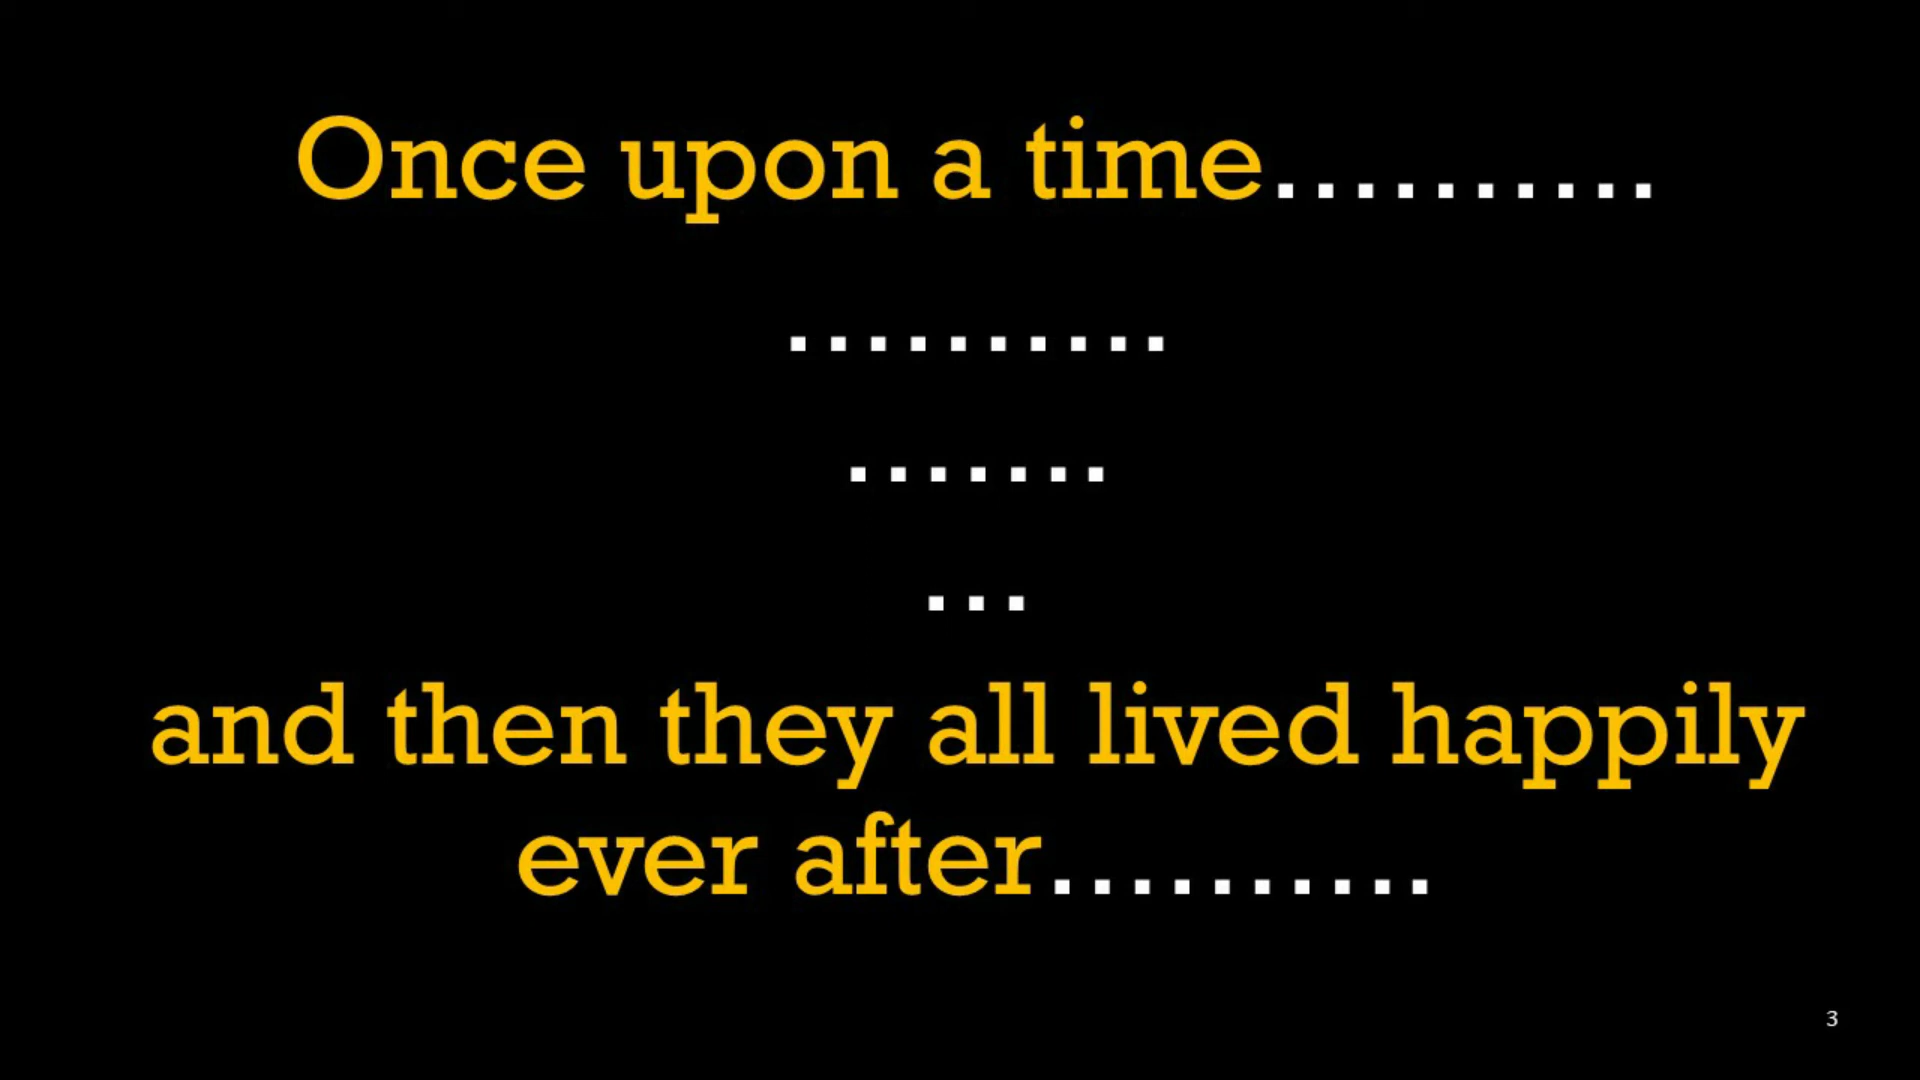 Once upon a time..........
..........
.......
...
and then they all lived happily
ever after..........
3